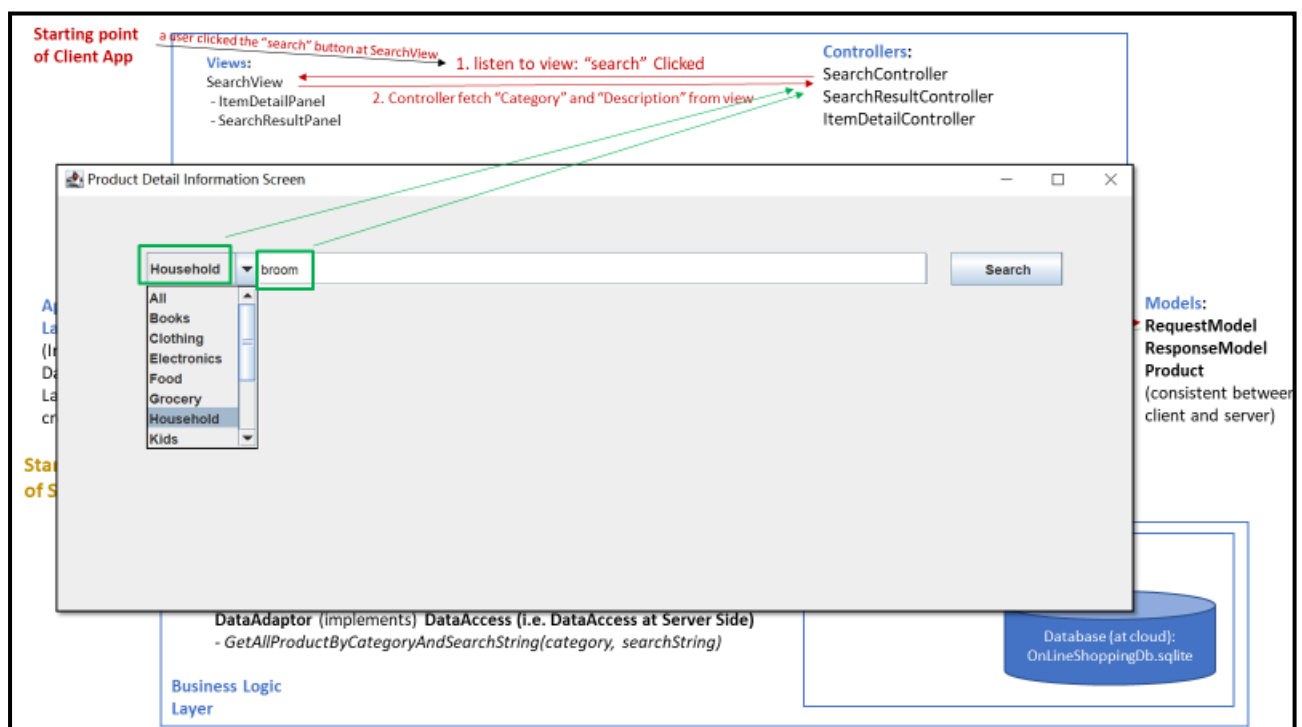 Starting point
of Client App
a user clicked the "search" button at SearchView
Views:
SearchView
- ItemDetailPanel
- SearchResultPanel
1. listen to view: "search" Clicked
2. Controller fetch "Category" and "Description" from view
Controllers:
SearchController
SearchResultController
ItemDetailController
Product Detail Information Screen
Household
broom
Search
All
Books
Clothing
Electronics
Food
Grocery
Household
Kids
Models:
RequestModel
ResponseModel
Product
(consistent between
client and server)
of S
DataAdaptor (implements) DataAccess (i.e. DataAccess at Server Side)
- GetAllProductByCategoryAndSearchString(category, searchString)
Business Logic
Layer
Database (at cloud):
OnLineShoppingDb.sqlite